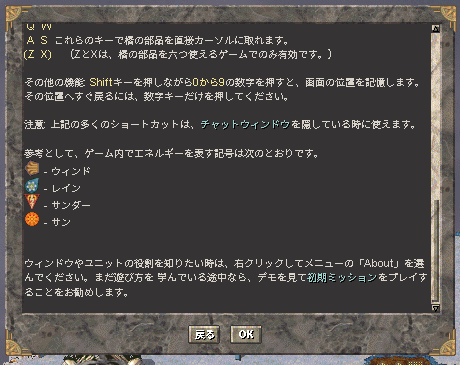 Q W
A S これらのキーで橋の部品を直接カーソルに取れます。
(Z X) (ZとXは、橋の部品を六つ使えるゲームでのみ有効です。)
その他の機能: Shiftキーを押しながら0から9の数字を押すと、画面の位置を記憶します。
その位置へすぐ戻るには、数字キーだけを押してください。
注意: 上記の多くのショートカットは、チャットウィンドウを隠している時に使えます。
参考として、ゲーム内でエネルギーを表す記号は次のとおりです。
- ウィンド
- レイン
- サンダー
- サン
ウィンドウやユニットの役割を知りたい時は、右クリックしてメニューの「About」を選
んでください。まだ遊び方を 学んでいる途中なら、デモを見て初期ミッションをプレイす
ることをお勧めします。
戻る OK